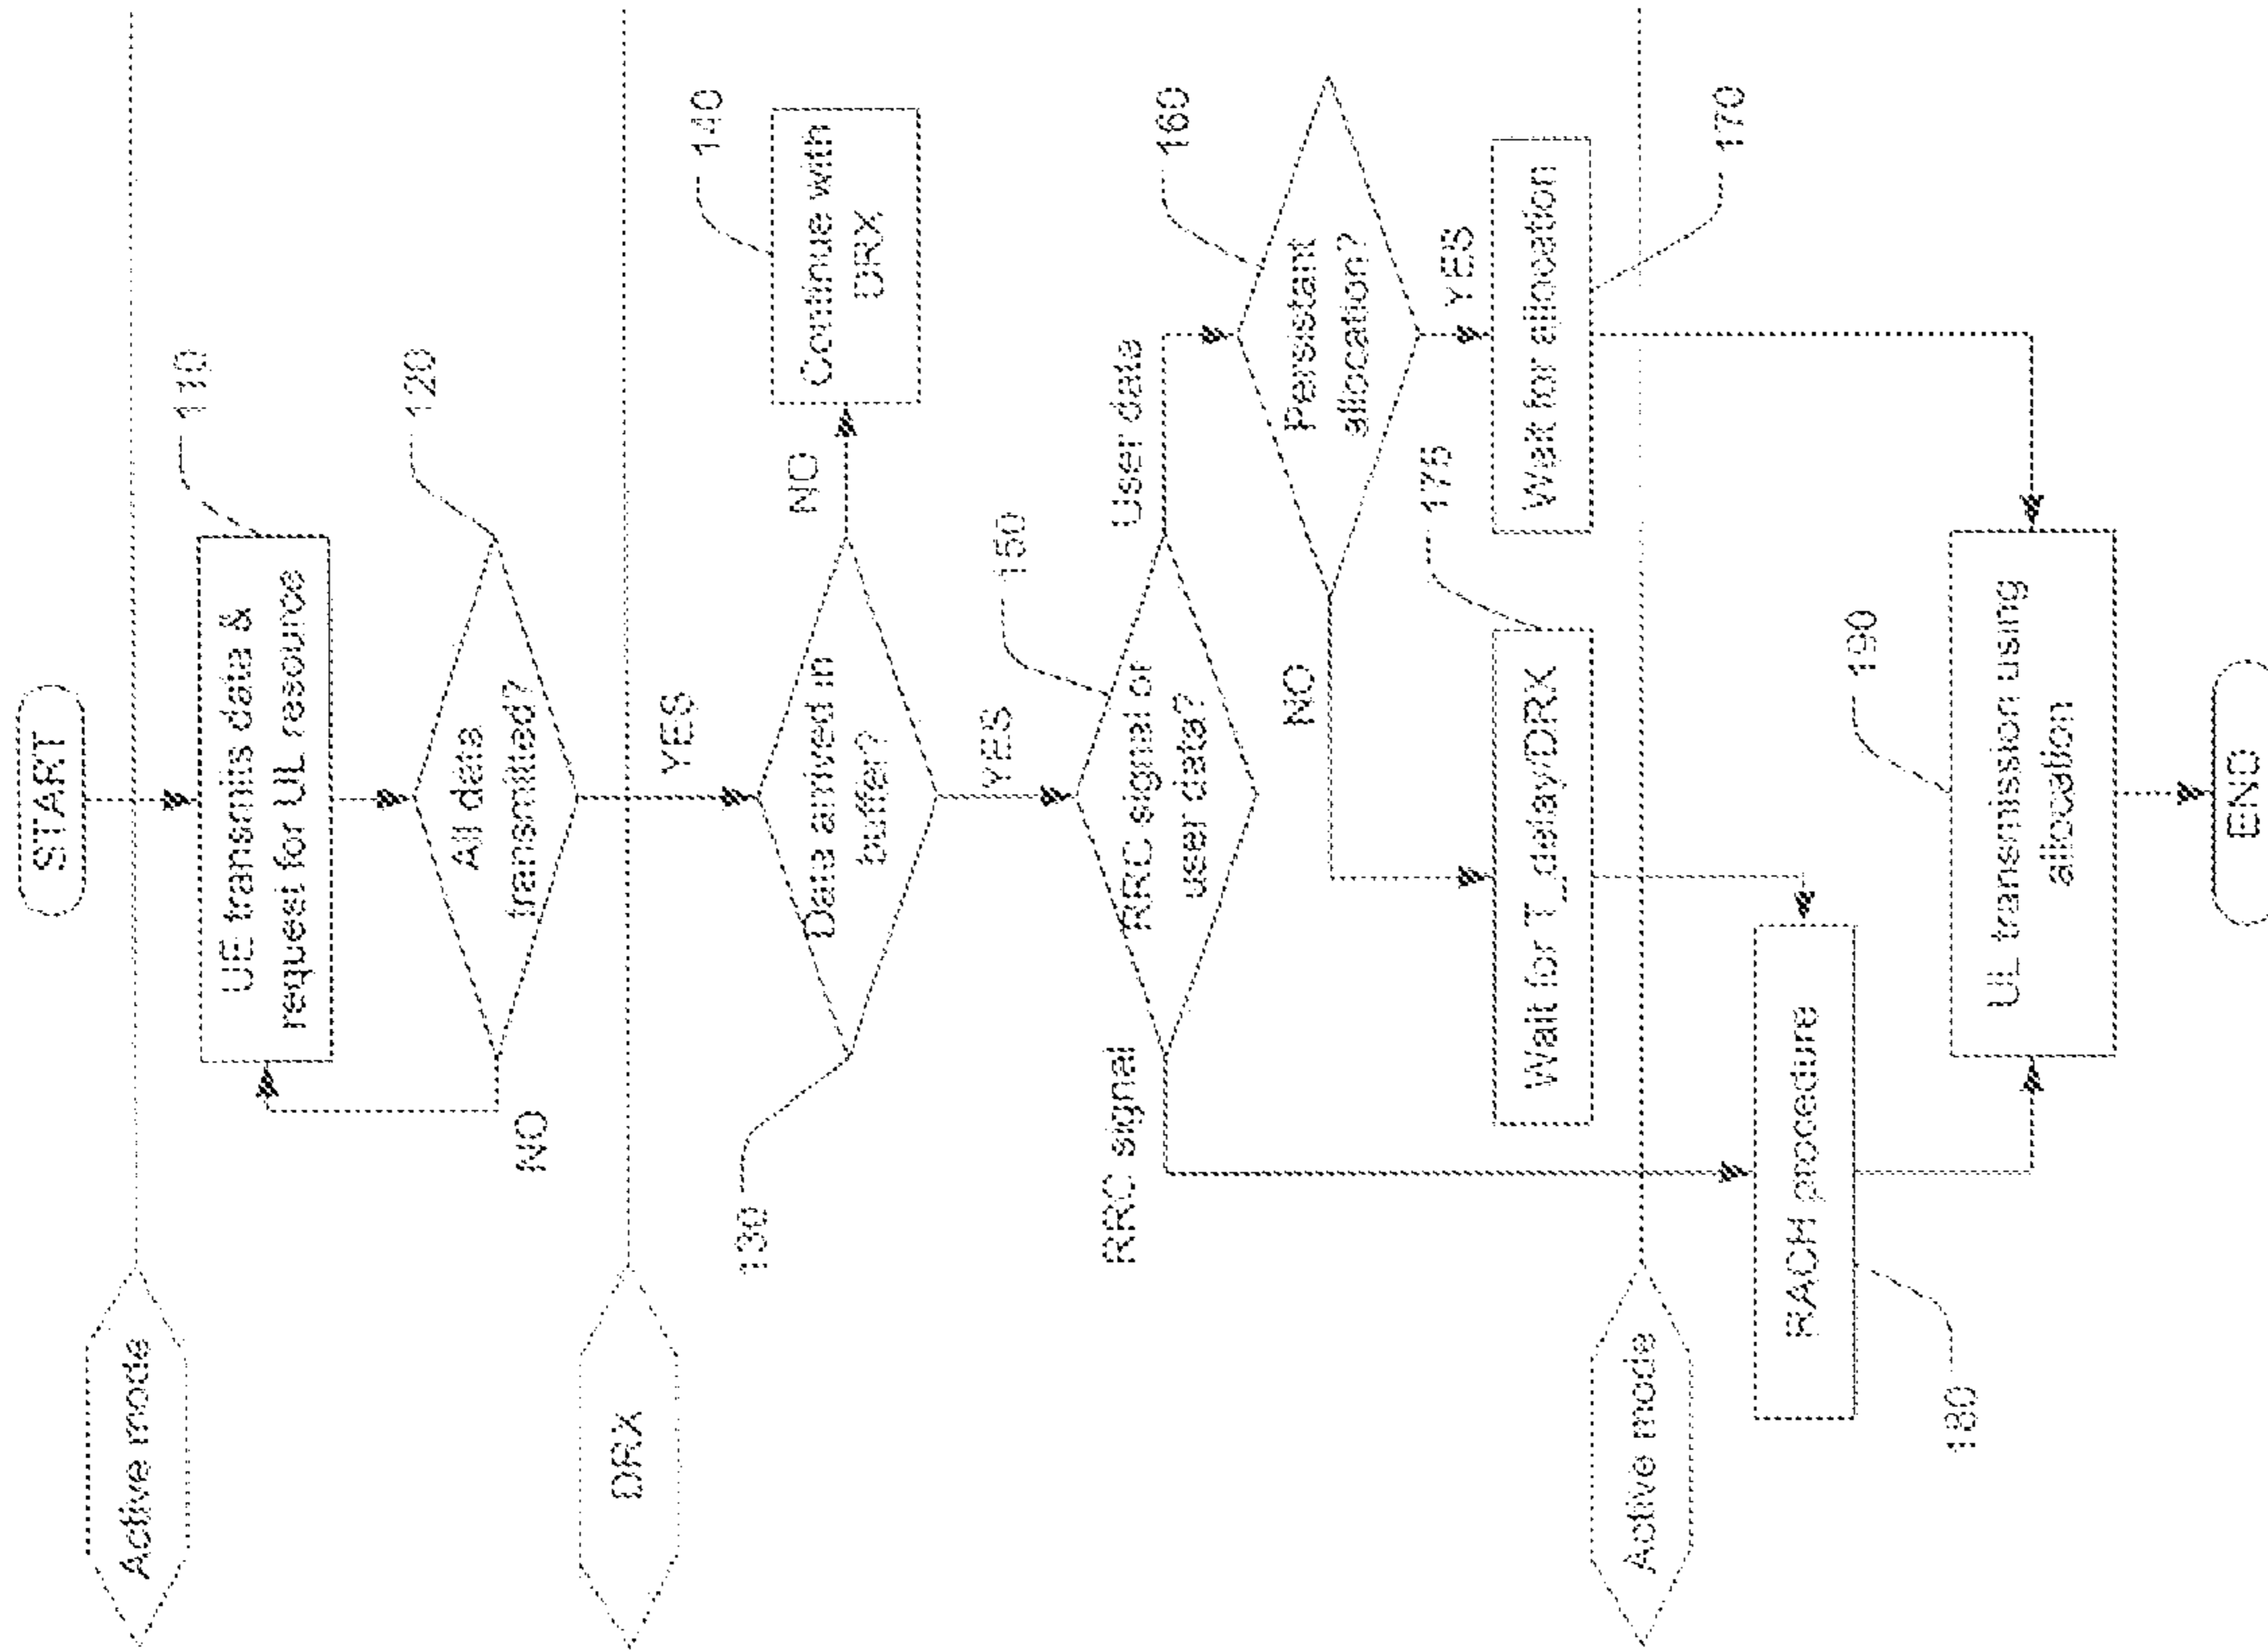 START
Active mode
UE transmits data &
request for UL resource
110
All data
transmitted?
120
NO
DRX
YES
Data arrived in
buffer?
130
NO
Continue with
DRX
140
YES
RRC signal or
user data?
150
RRC signal
User data
Persistant
allocation?
160
NO
YES
Wait for T_delay/DRX
175
Wait for allocation
170
Active mode
RACH procedure
180
UL transmission using
allocation
190
END